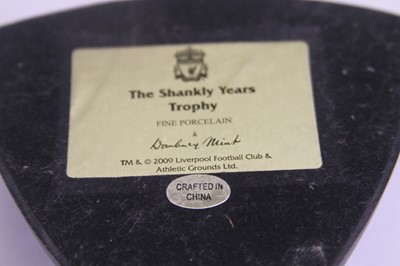 The Shankly Years
Trophy
FINE PORCELAIN
&
Danbury Mint
TM & © 2009 Liverpool Football Club &
Athletic Grounds Ltd.
CRAFTED IN
CHINA